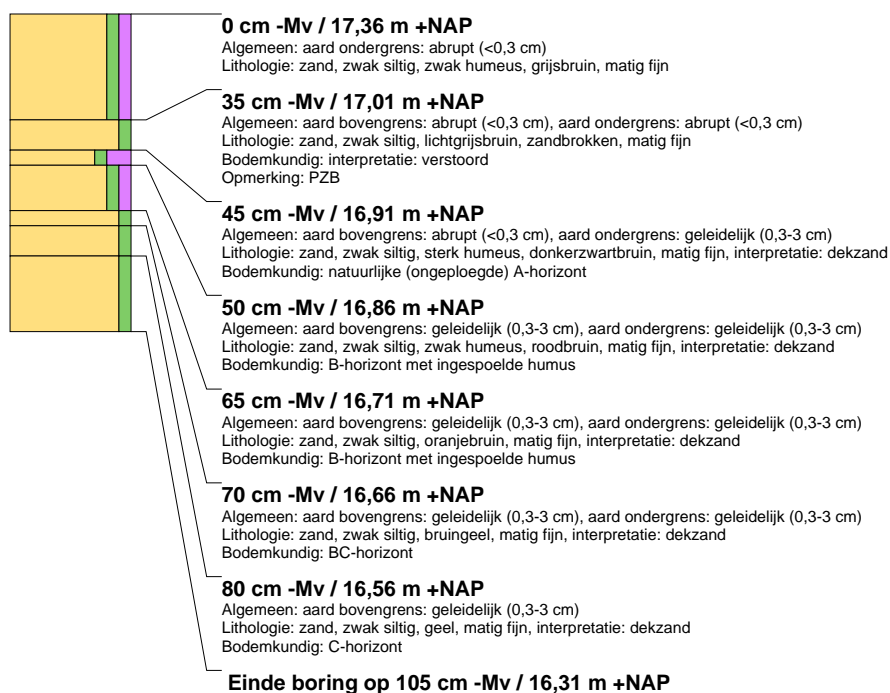 0 cm -Mv / 17,36 m +NAP
Algemeen: aard ondergrens: abrupt (<0,3 cm)
Lithologie: zand, zwak siltig, zwak humeus, grijsbruin, matig fijn
35 cm -Mv / 17,01 m +NAP
Algemeen: aard bovengrens: abrupt (<0,3 cm), aard ondergrens: abrupt (<0,3 cm)
Lithologie: zand, zwak siltig, lichtgrijsbruin, zandbrokken, matig fijn
Bodemkundig: interpretatie: verstoord
Opmerking: PZB
45 cm -Mv / 16,91 m +NAP
Algemeen: aard bovengrens: abrupt (<0,3 cm), aard ondergrens: geleidelijk (0,3-3 cm)
Lithologie: zand, zwak siltig, sterk humeus, donkerzwartbruin, matig fijn, interpretatie: dekzand
Bodemkundig: natuurlijke (ongeploegde) A-horizont
50 cm -Mv / 16,86 m +NAP
Algemeen: aard bovengrens: geleidelijk (0,3-3 cm), aard ondergrens: geleidelijk (0,3-3 cm)
Lithologie: zand, zwak siltig, zwak humeus, roodbruin, matig fijn, interpretatie: dekzand
Bodemkundig: B-horizont met ingespoelde humus
65 cm -Mv / 16,71 m +NAP
Algemeen: aard bovengrens: geleidelijk (0,3-3 cm), aard ondergrens: geleidelijk (0,3-3 cm)
Lithologie: zand, zwak siltig, oranjebruin, matig fijn, interpretatie: dekzand
Bodemkundig: B-horizont met ingespoelde humus
70 cm -Mv / 16,66 m +NAP
Algemeen: aard bovengrens: geleidelijk (0,3-3 cm), aard ondergrens: geleidelijk (0,3-3 cm)
Lithologie: zand, zwak siltig, bruingeel, matig fijn, interpretatie: dekzand
Bodemkundig: BC-horizont
80 cm -Mv / 16,56 m +NAP
Algemeen: aard bovengrens: geleidelijk (0,3-3 cm)
Lithologie: zand, zwak siltig, geel, matig fijn, interpretatie: dekzand
Bodemkundig: C-horizont
Einde boring op 105 cm -Mv / 16,31 m +NAP